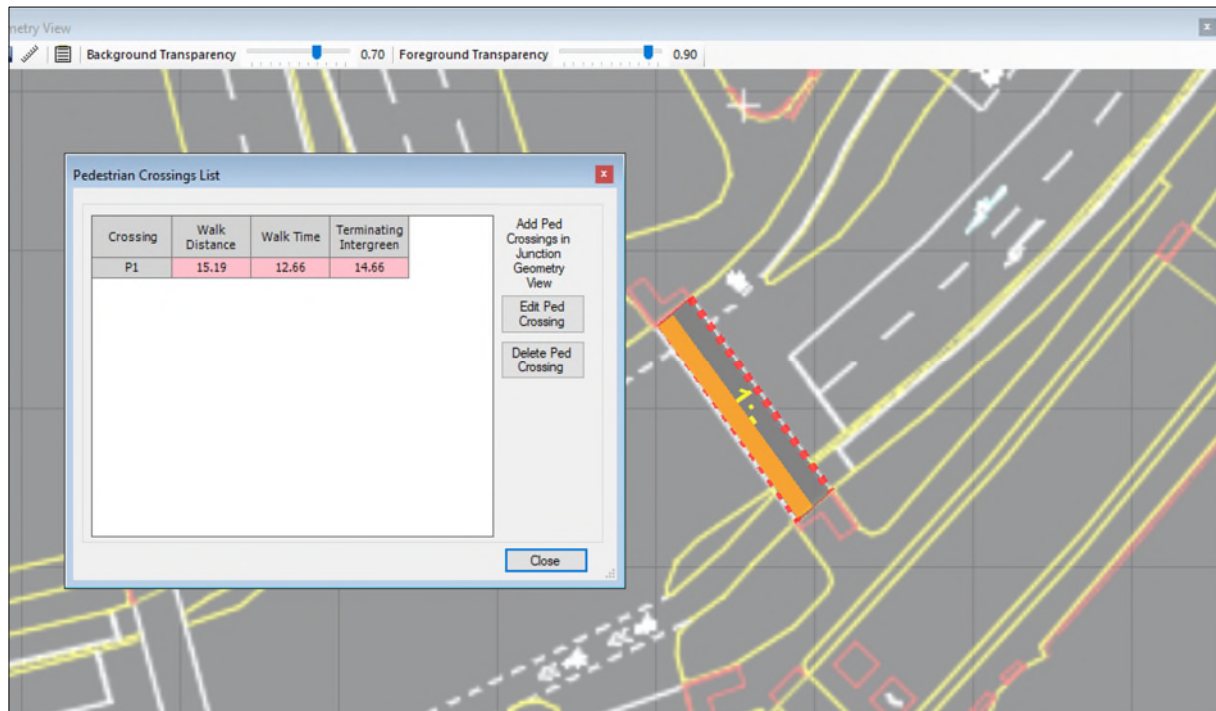 metry View
Background Transparency 0.70 Foreground Transparency 0.90
Pedestrian Crossings List
Crossing Walk Distance Walk Time Terminating Intergreen
P1 15.19 12.66 14.66
Add Ped
Crossings in
Junction
Geometry
View
Edit Ped
Crossing
Delete Ped
Crossing
Close